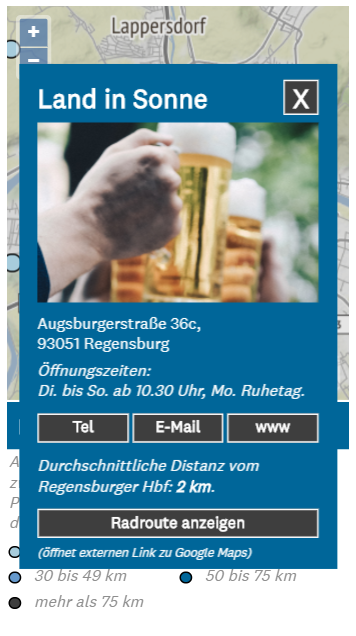 Lappersdorf
+
−
Land in Sonne
X
Augsburgerstraße 36c,
93051 Regensburg
Öffnungszeiten:
Di. bis So. ab 10.30 Uhr, Mo. Ruhetag.
Tel E-Mail www
Durchschnittliche Distanz vom
Regensburger Hbf: 2 km.
Radroute anzeigen
(öffnet externen Link zu Google Maps)
30 bis 49 km 50 bis 75 km
mehr als 75 km